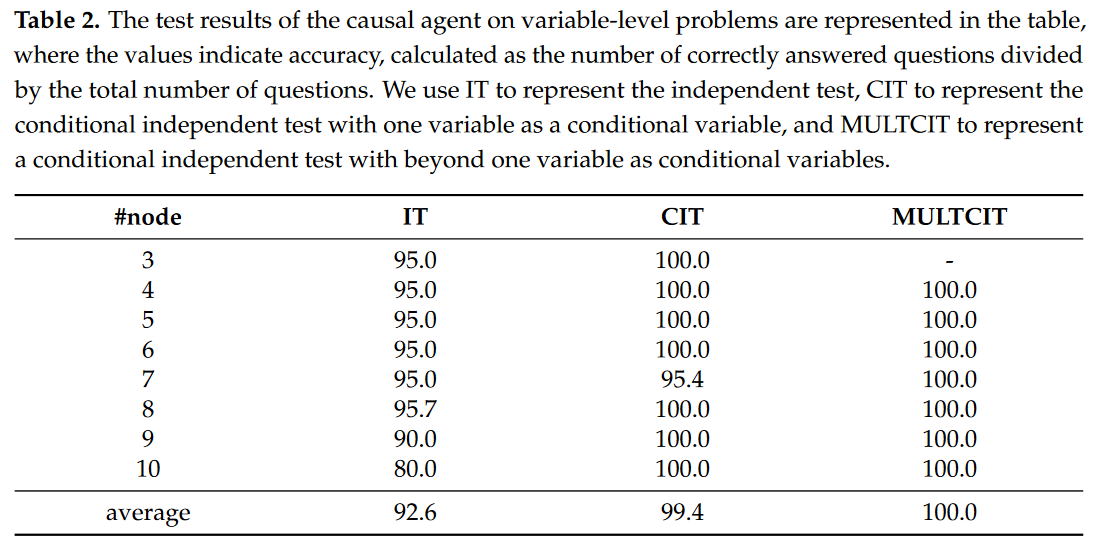 Table 2. The test results of the causal agent on variable-level problems are represented in the table,
where the values indicate accuracy, calculated as the number of correctly answered questions divided
by the total number of questions. We use IT to represent the independent test, CIT to represent the
conditional independent test with one variable as a conditional variable, and MULTCIT to represent
a conditional independent test with beyond one variable as conditional variables.
#node IT CIT MULTCIT
3 95.0 100.0 -
4 95.0 100.0 100.0
5 95.0 100.0 100.0
6 95.0 100.0 100.0
7 95.0 95.4 100.0
8 95.7 100.0 100.0
9 90.0 100.0 100.0
10 80.0 100.0 100.0
average 92.6 99.4 100.0